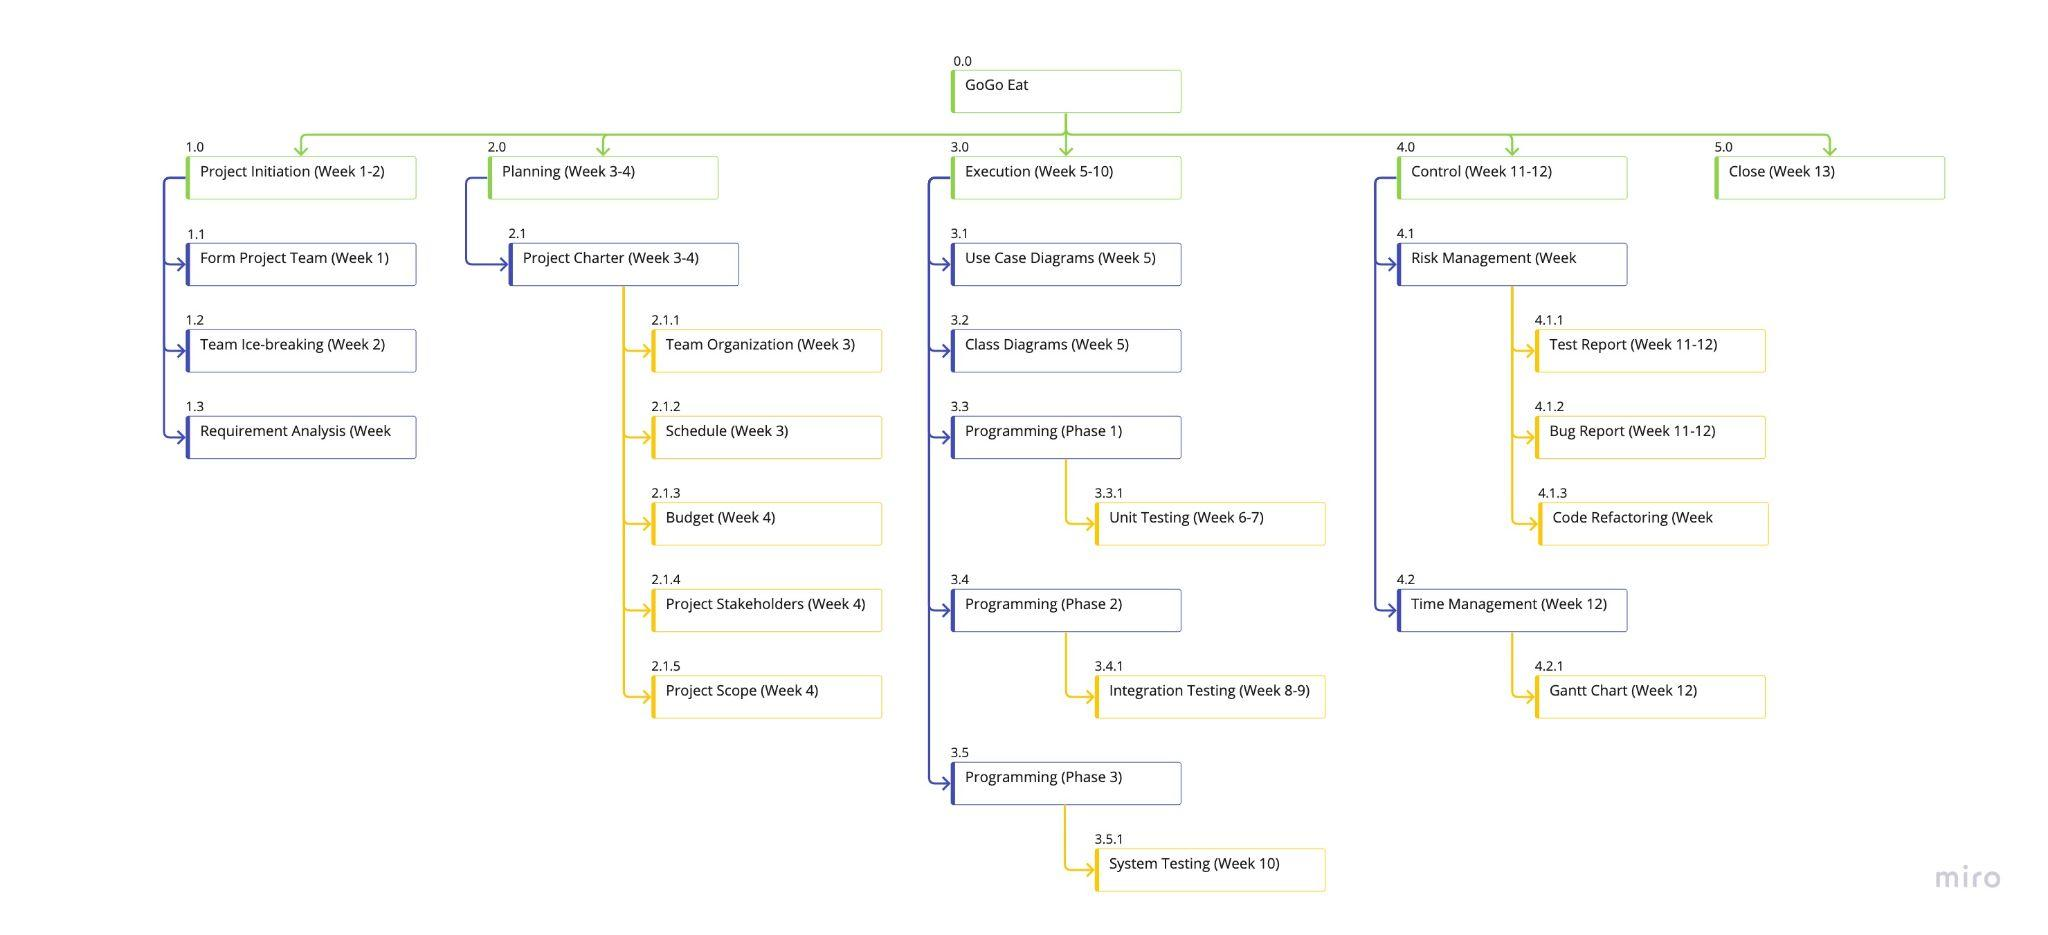 0.0
GoGo Eat
1.0
Project Initiation (Week 1-2)
1.1
Form Project Team (Week 1)
1.2
Team Ice-breaking (Week 2)
1.3
Requirement Analysis (Week
2.0
Planning (Week 3-4)
2.1
Project Charter (Week 3-4)
2.1.1
Team Organization (Week 3)
2.1.2
Schedule (Week 3)
2.1.3
Budget (Week 4)
2.1.4
Project Stakeholders (Week 4)
2.1.5
Project Scope (Week 4)
3.0
Execution (Week 5-10)
3.1
Use Case Diagrams (Week 5)
3.2
Class Diagrams (Week 5)
3.3
Programming (Phase 1)
3.3.1
Unit Testing (Week 6-7)
3.4
Programming (Phase 2)
3.4.1
Integration Testing (Week 8-9)
3.5
Programming (Phase 3)
3.5.1
System Testing (Week 10)
4.0
Control (Week 11-12)
4.1
Risk Management (Week
4.1.1
Test Report (Week 11-12)
4.1.2
Bug Report (Week 11-12)
4.1.3
Code Refactoring (Week
4.2
Time Management (Week 12)
4.2.1
Gantt Chart (Week 12)
5.0
Close (Week 13)
miro